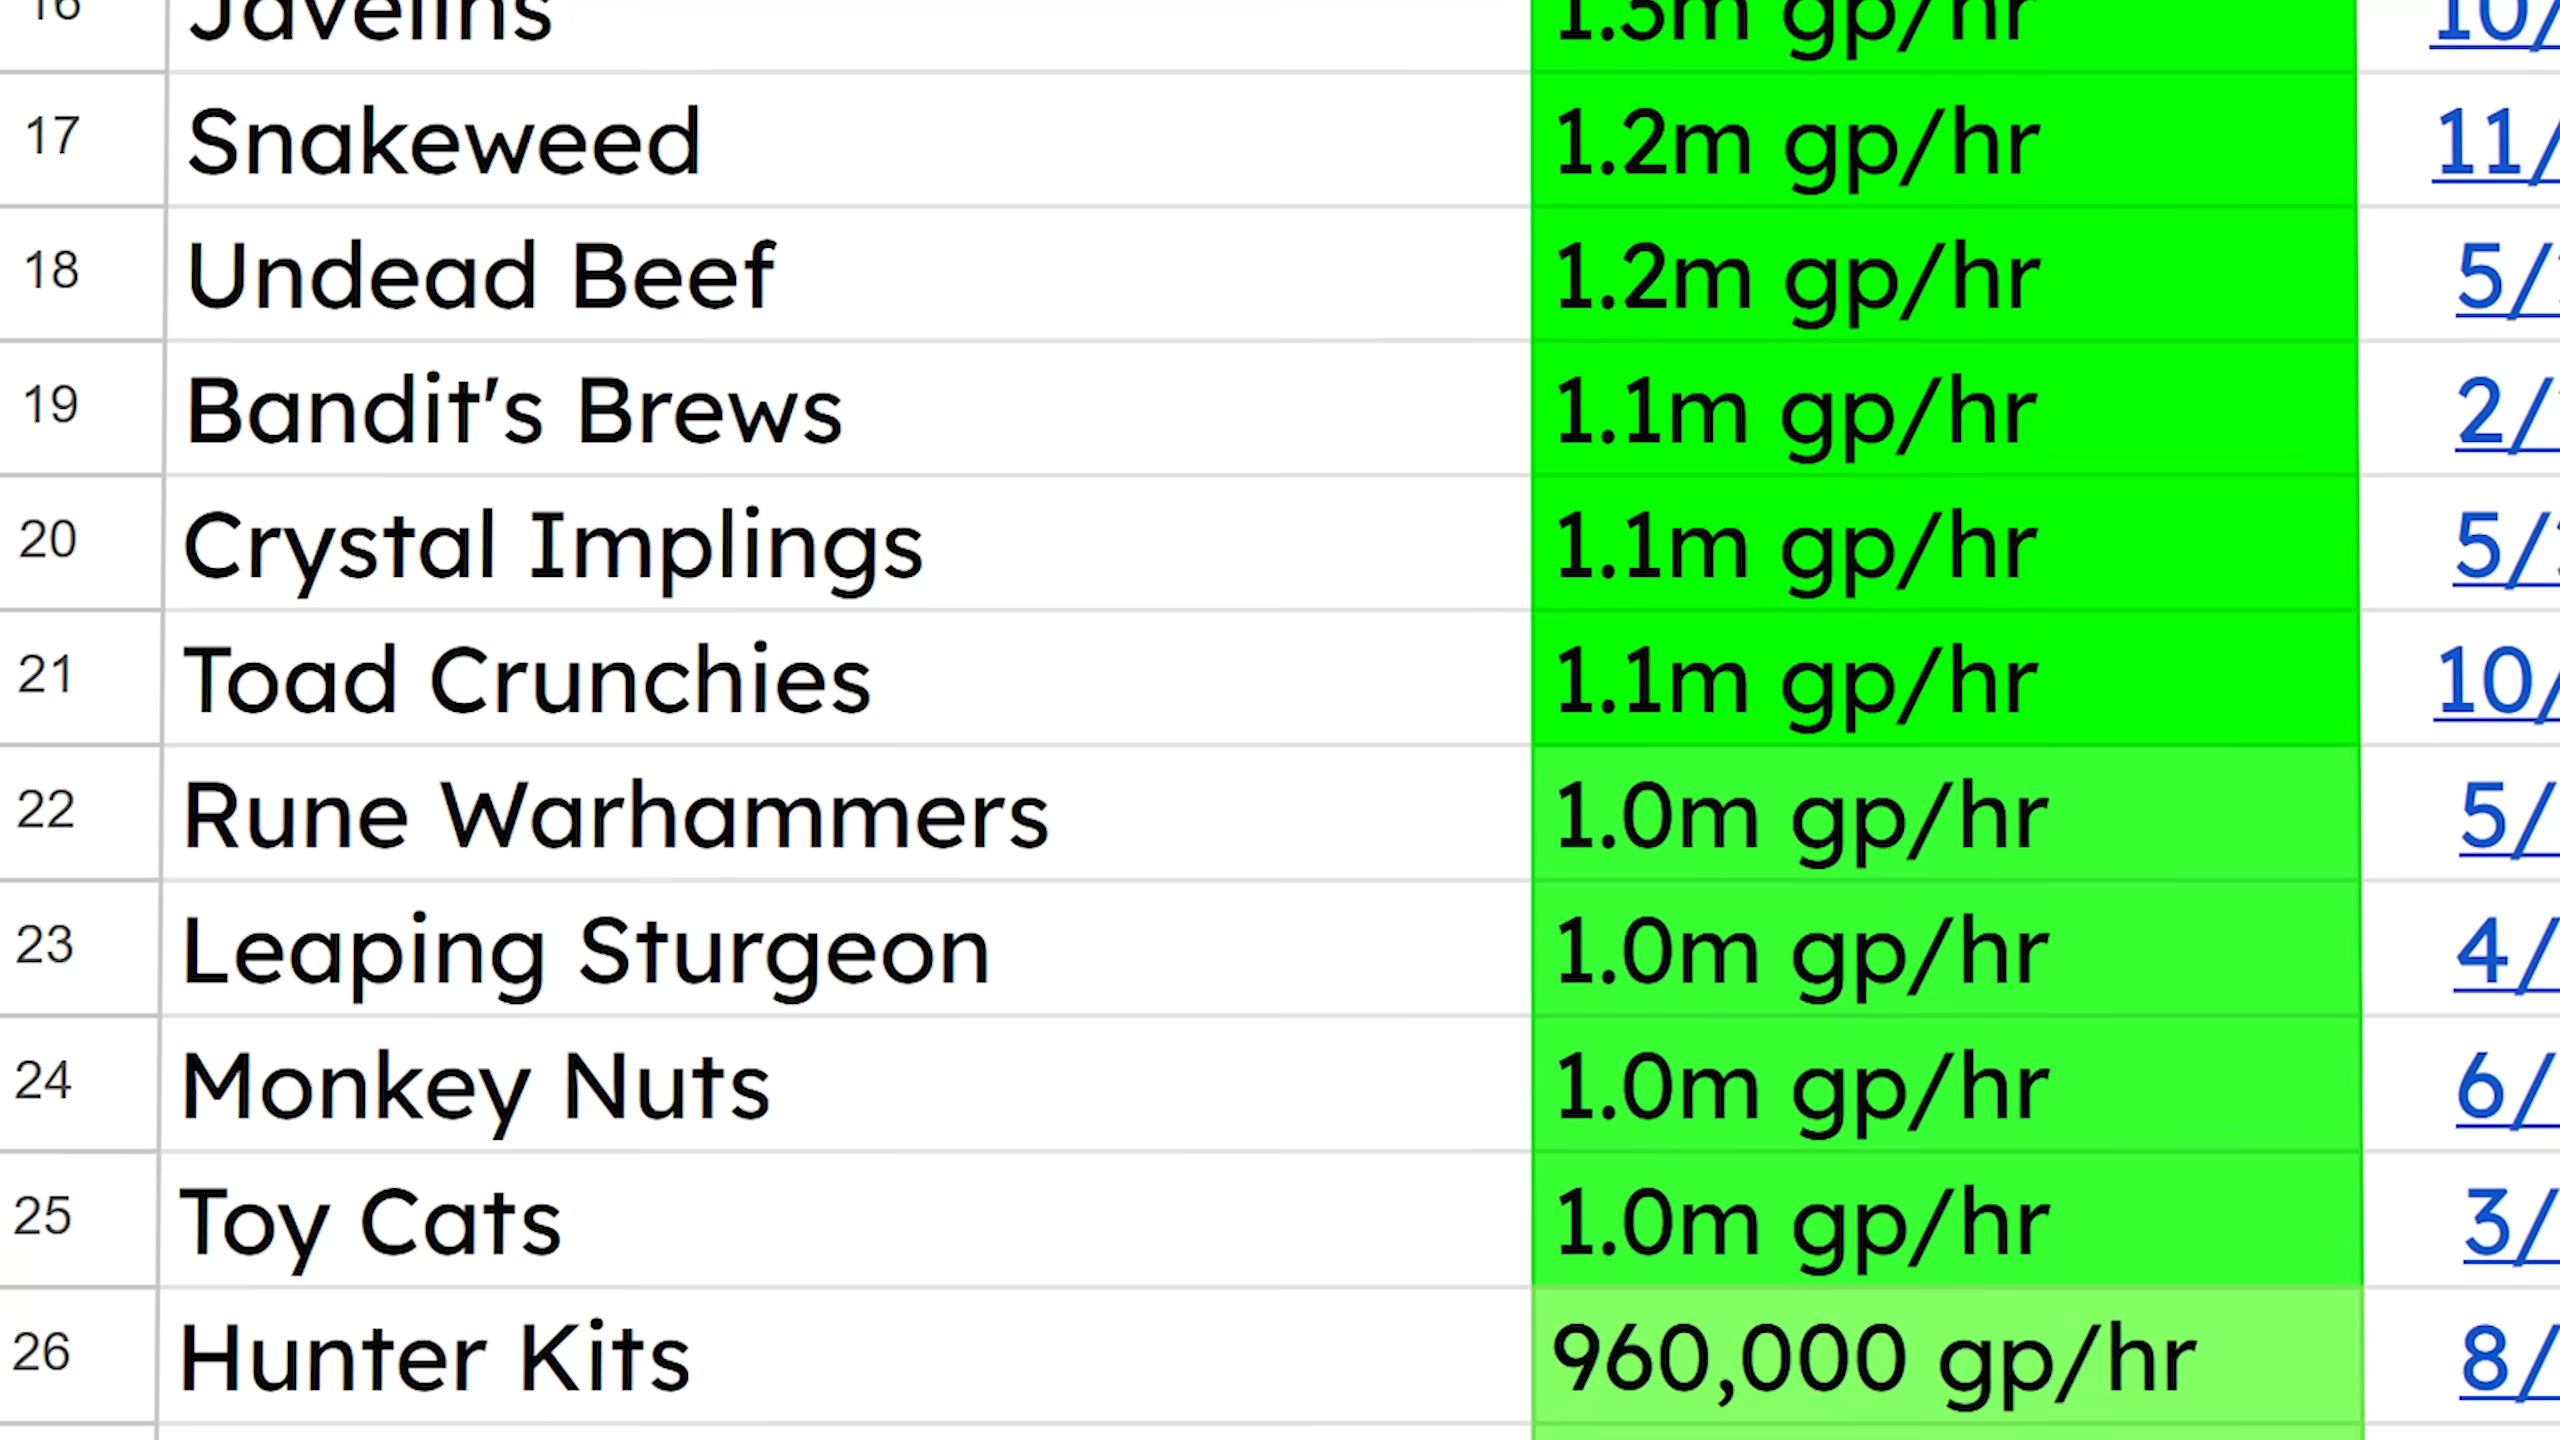 16 Javelins 1.3m gp/hr 10/
17 Snakeweed 1.2m gp/hr 11/
18 Undead Beef 1.2m gp/hr 5/
19 Bandit's Brews 1.1m gp/hr 2/
20 Crystal Implings 1.1m gp/hr 5/
21 Toad Crunchies 1.1m gp/hr 10/
22 Rune Warhammers 1.0m gp/hr 5/
23 Leaping Sturgeon 1.0m gp/hr 4/
24 Monkey Nuts 1.0m gp/hr 6/
25 Toy Cats 1.0m gp/hr 3/
26 Hunter Kits 960,000 gp/hr 8/